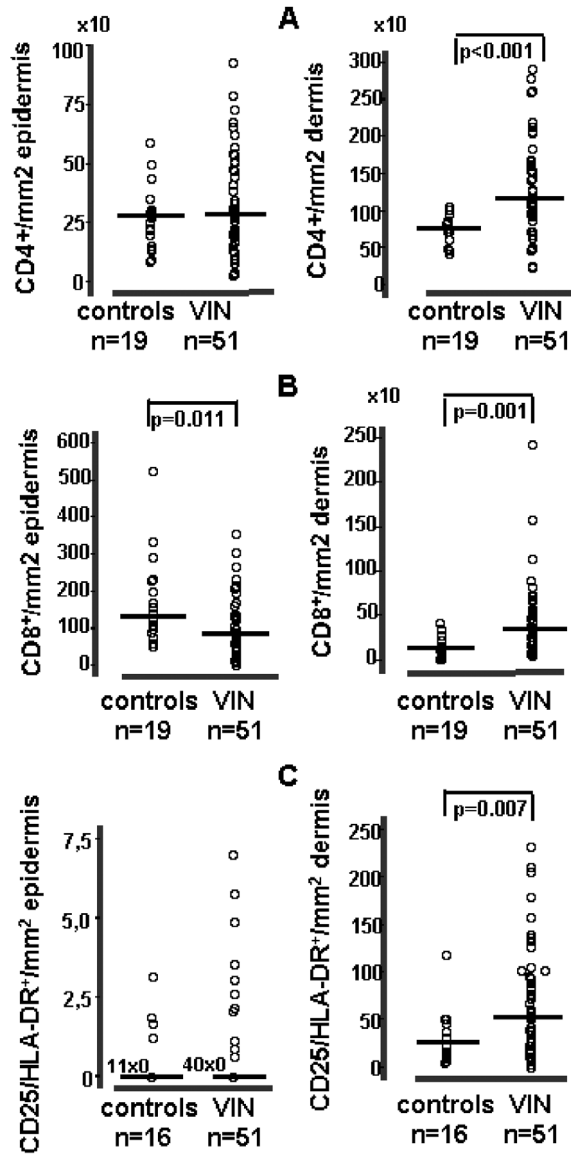 A
x10
CD4+/mm2 epidermis
100
75
50
25
0
controls VIN
n=19 n=51
x10
p<0.001
CD4+/mm2 dermis
300
250
200
150
100
50
0
controls VIN
n=19 n=51
B
p=0.011
CD8⁺/mm2 epidermis
600
500
400
300
200
100
0
controls VIN
n=19 n=51
x10
p=0.001
CD8⁺/mm2 dermis
250
200
150
100
50
0
controls VIN
n=19 n=51
C
CD25/HLA-DR⁺/mm² epidermis
7,5
5,0
2,5
0
11x0 40x0
controls VIN
n=16 n=51
p=0.007
CD25/HLA-DR⁺/mm² dermis
250
200
150
100
50
0
controls VIN
n=16 n=51